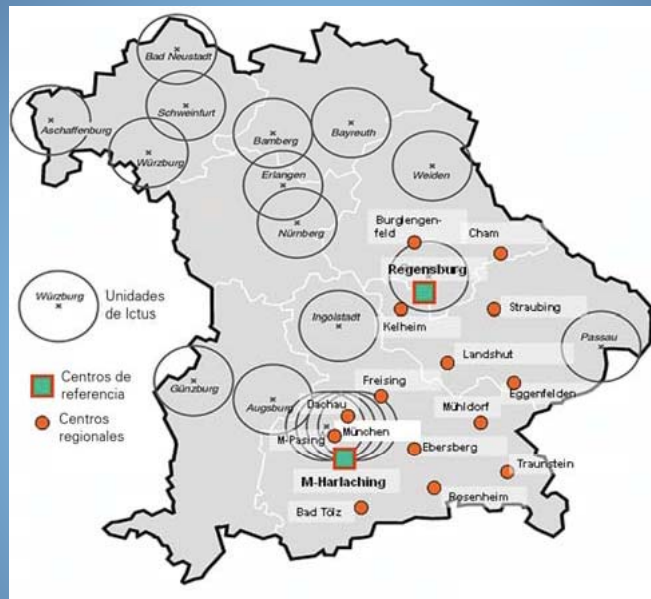 Bad Neustadt
Schweinfurt
Aschaffenburg
Bamberg
Bayreuth
Würzburg
Weiden
Erlangen
Burglengen-
feld
Cham
Nürnberg
Regensburg
Würzburg
Unidades
de Ictus
Ingolstadt
Kelheim
Straubing
Passau
Landshut
Centros de
referencia
Günzburg
Freising
Eggenfelden
Augsburg
Dachau
Mühldorf
Centros
regionales
M-Pasing
München
Ebersberg
Traunstein
M-Harlaching
Rosenheim
Bad Tölz